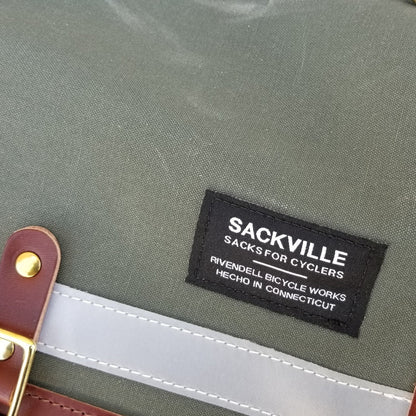 SACKVILLE
SACKS FOR CYCLERS
RIVENDELL BICYCLE WORKS
HECHO IN CONNECTICUT